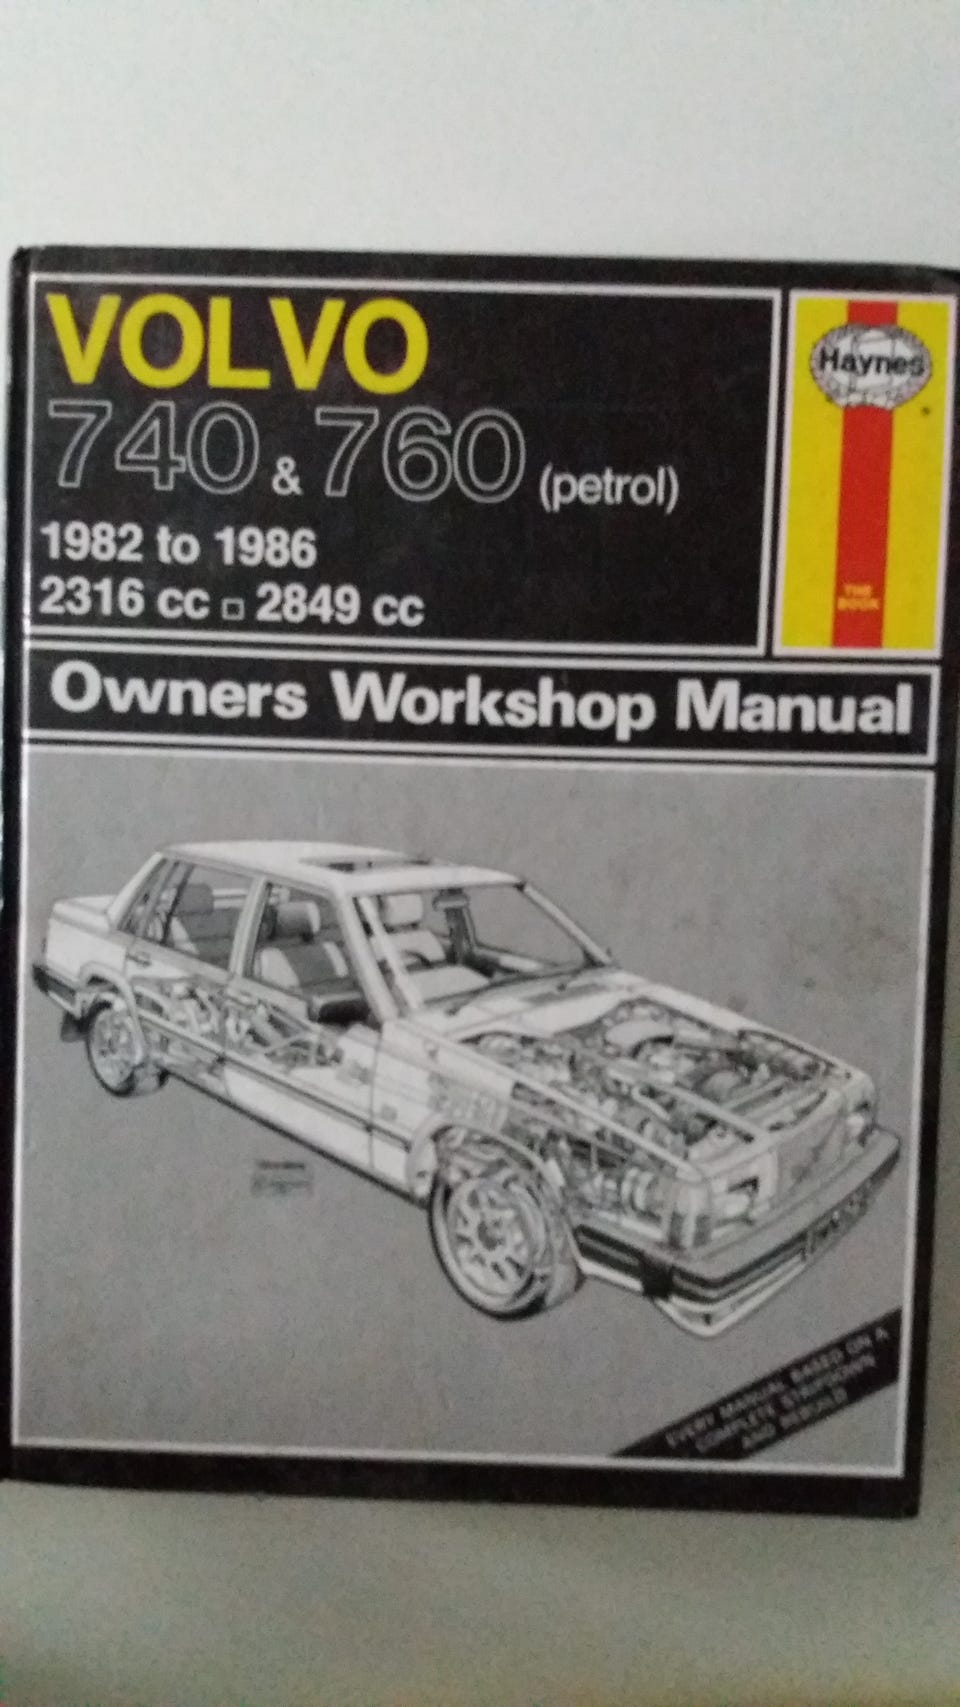 VOLVO
740 & 760 (petrol)
1982 to 1986
2316 cc □ 2849 cc
Haynes
THE
BOOK
Owners Workshop Manual
EVERY MANUAL BASED ON A
COMPLETE STRIPDOWN
AND REBUILD